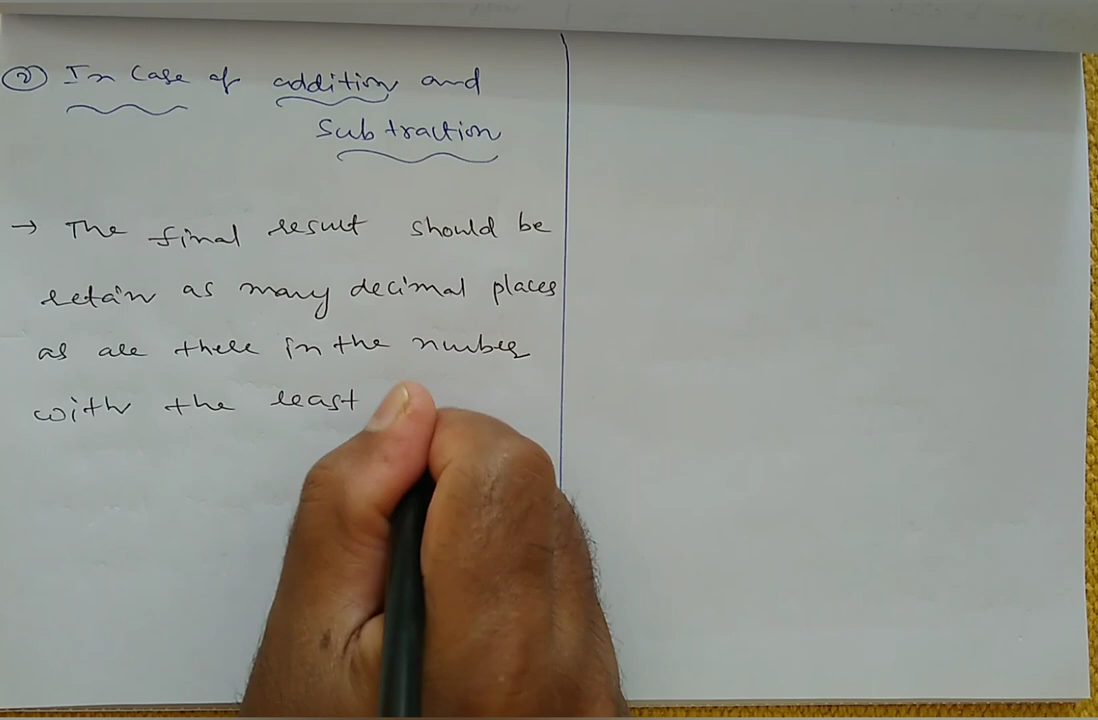 ② In Case of addition and
Subtraction
→ The final result should be
retain as many decimal places
as are there in the number
with the least